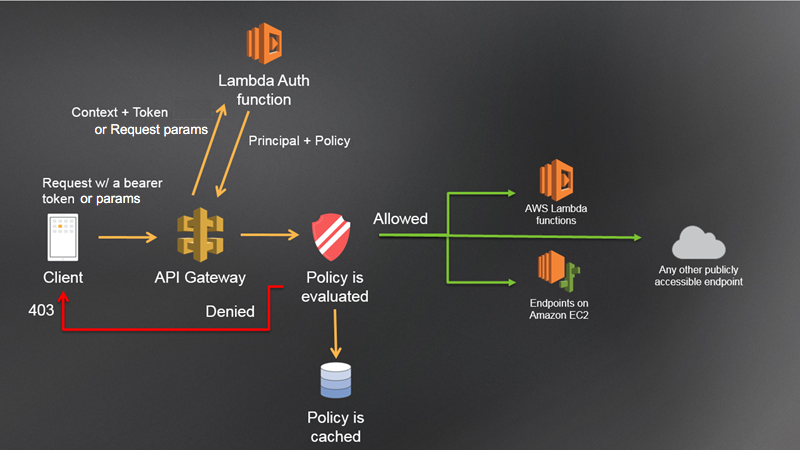 Lambda Auth
function
Context + Token
or Request params
Principal + Policy
Request w/ a bearer
token or params
Client
API Gateway
Policy is
evaluated
Allowed
AWS Lambda
functions
Endpoints on
Amazon EC2
Any other publicly
accessible endpoint
403
Denied
Policy is
cached